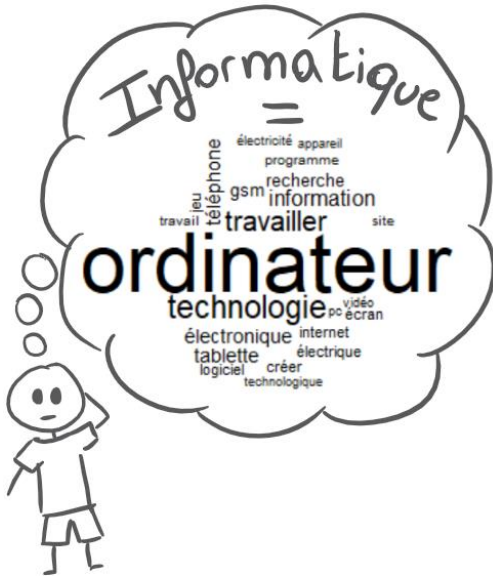 Informatique
=
électricité appareil
programme
téléphone
jeu
gsm recherche
information
travail travailler site
ordinateur
technologie pc vidéo
écran
électronique internet
tablette électrique
logiciel créer
technologique